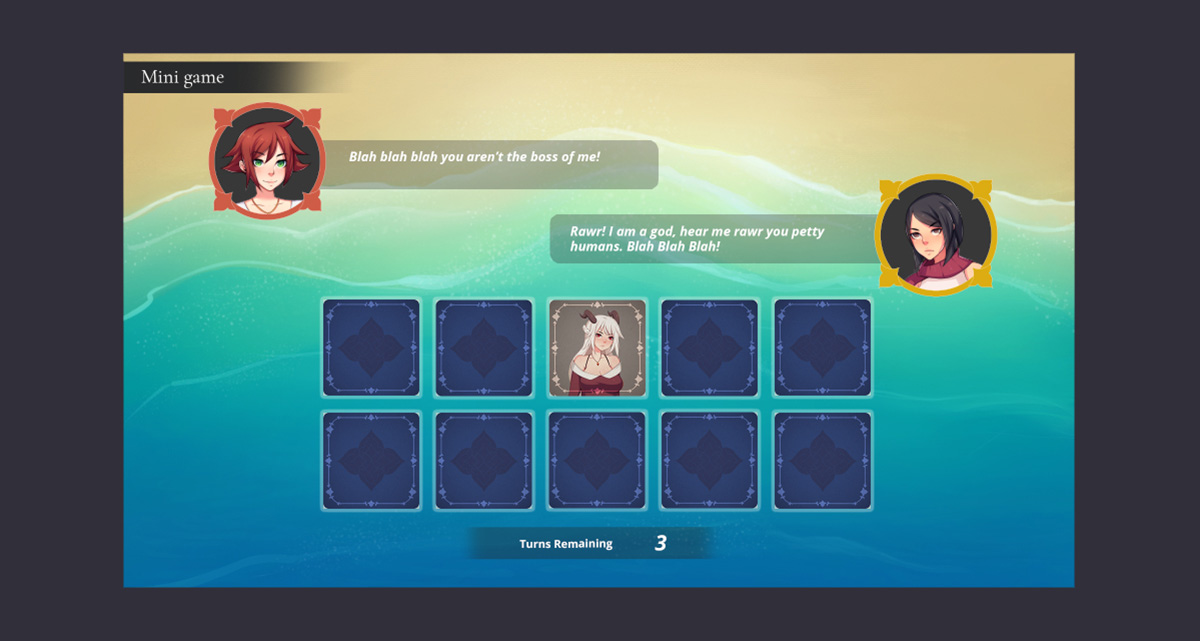 Mini game
Blah blah blah you aren't the boss of me!
Rawr! I am a god, hear me rawr you petty
humans. Blah Blah Blah!
Turns Remaining 3